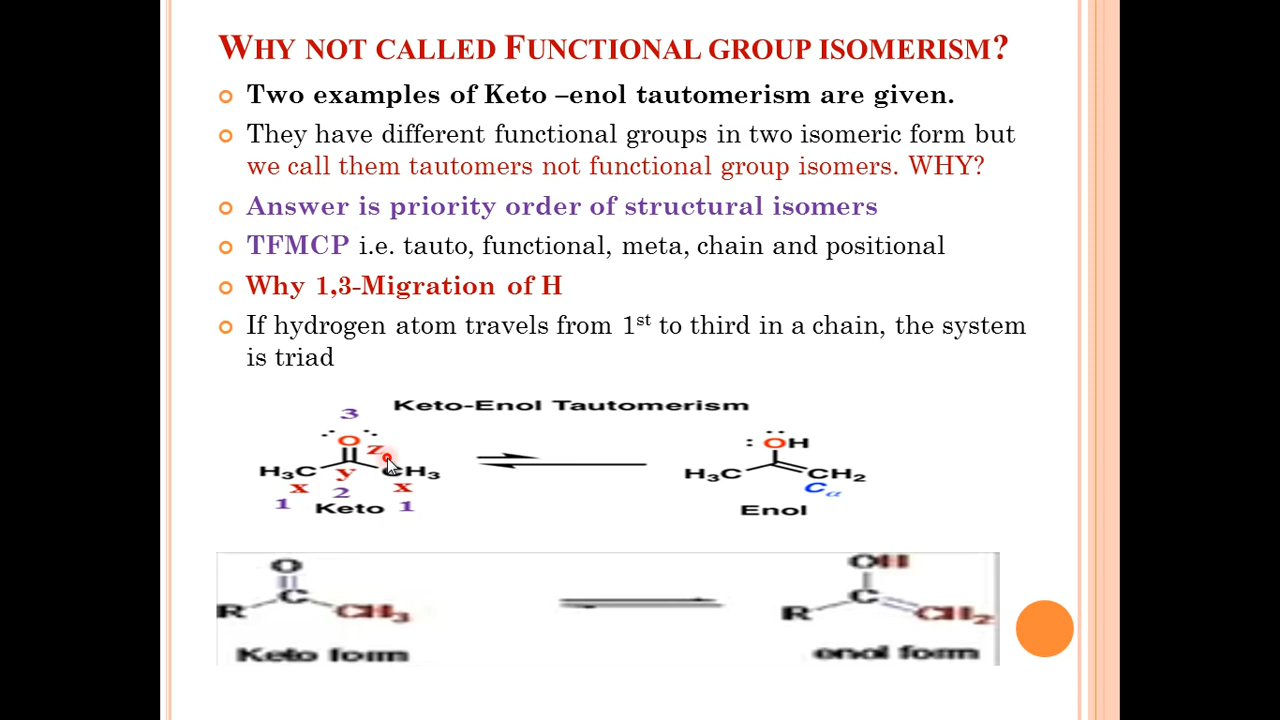 WHY NOT CALLED FUNCTIONAL GROUP ISOMERISM?
Two examples of Keto –enol tautomerism are given.
They have different functional groups in two isomeric form but
we call them tautomers not functional group isomers. WHY?
Answer is priority order of structural isomers
TFMCP i.e. tauto, functional, meta, chain and positional
Why 1,3-Migration of H
If hydrogen atom travels from 1st to third in a chain, the system
is triad
Keto-Enol Tautomerism
3
O
z
H3C CH3
x y x
1 2 1
Keto
: OH
H3C CH2
Cα
Enol
O
C
R CH3
Keto form
OH
C
R CH2
enol form